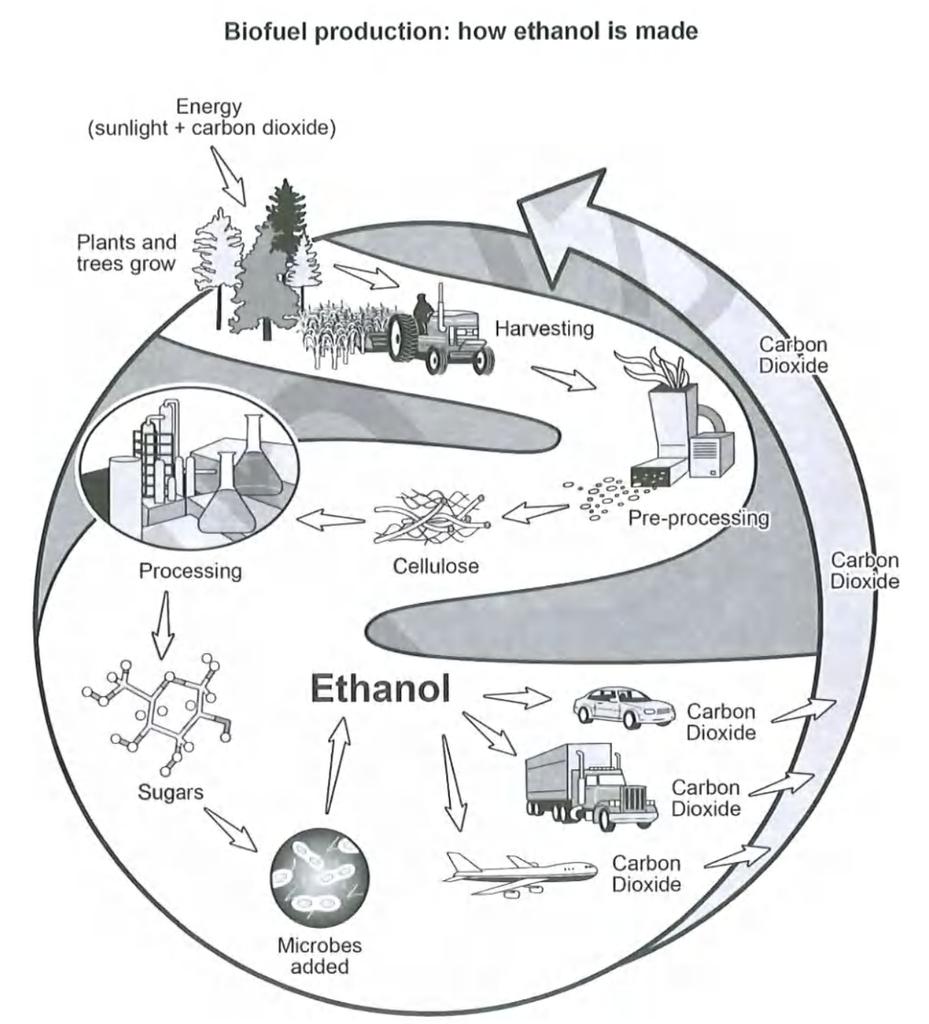 Biofuel production: how ethanol is made
Energy
(sunlight + carbon dioxide)
Plants and
trees grow
Harvesting
Carbon
Dioxide
Pre-processing
Cellulose
Processing
Carbon
Dioxide
Ethanol
Carbon
Dioxide
Sugars
Carbon
Dioxide
Carbon
Dioxide
Microbes
added